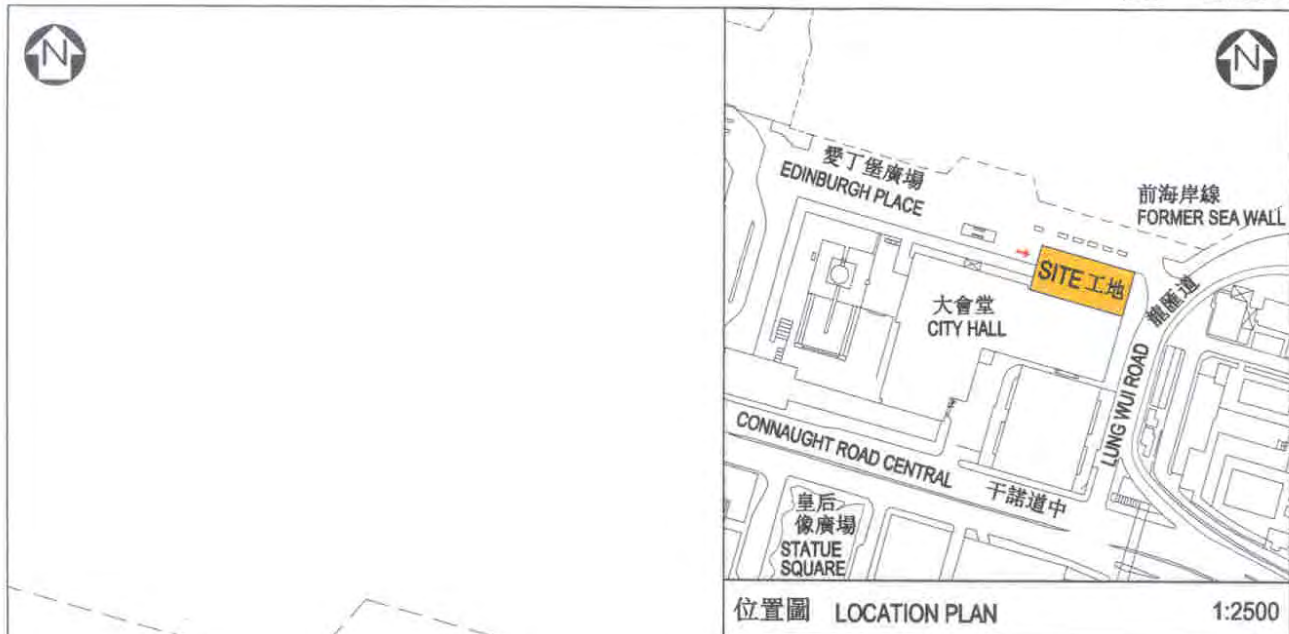 N
N
愛丁堡廣場
EDINBURGH PLACE
前海岸線
FORMER SEA WALL
SITE 工地
大會堂
CITY HALL
龍匯道
LUNG WUI ROAD
CONNAUGHT ROAD CENTRAL
干諾道中
皇后
像廣場
STATUE
SQUARE
位置圖 LOCATION PLAN 1:2500